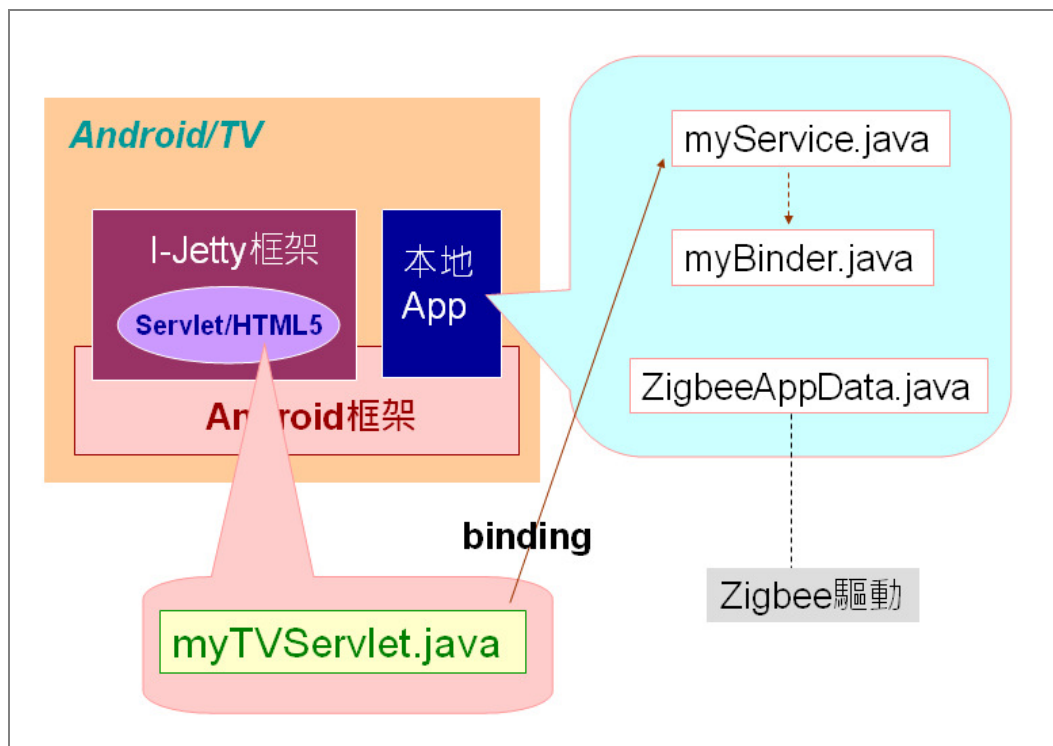 Android/TV
I-Jetty框架
Servlet/HTML5
本地
App
Android框架
myService.java
myBinder.java
ZigbeeAppData.java
binding
Zigbee驅動
myTVServlet.java